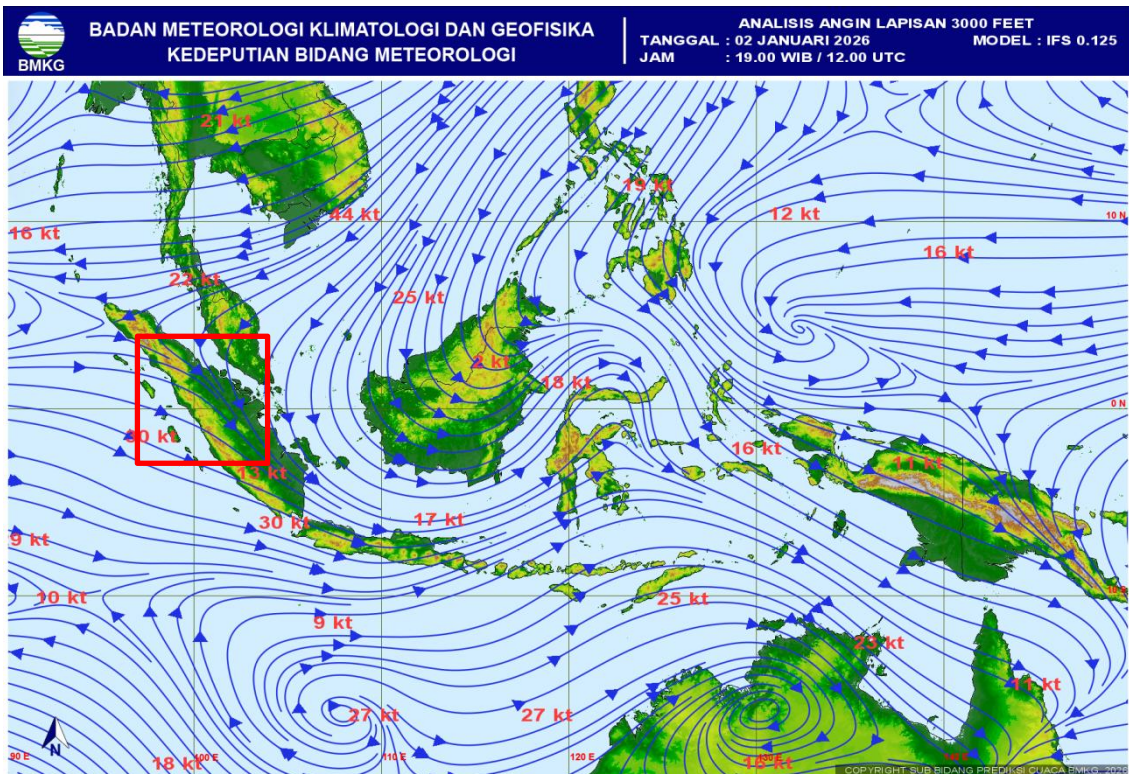 BMKG
BADAN METEOROLOGI KLIMATOLOGI DAN GEOFISIKA
KEDEPUTIAN BIDANG METEOROLOGI
ANALISIS ANGIN LAPISAN 3000 FEET
TANGGAL : 02 JANUARI 2026 MODEL : IFS 0.125
JAM : 19.00 WIB / 12.00 UTC
21 kt
19 kt
44 kt
12 kt
10 N
16 kt
16 kt
22 kt
25 kt
2 kt
18 kt
0 N
30 kt
16 kt
11 kt
13 kt
30 kt
17 kt
9 kt
10 kt
25 kt
10 S
9 kt
23 kt
11 kt
27 kt
27 kt
N
90 E
100 E
110 E
120 E
130 E
18 kt
COPYRIGHT SUB BIDANG PREDIKSI CUACA BMKG, 2026